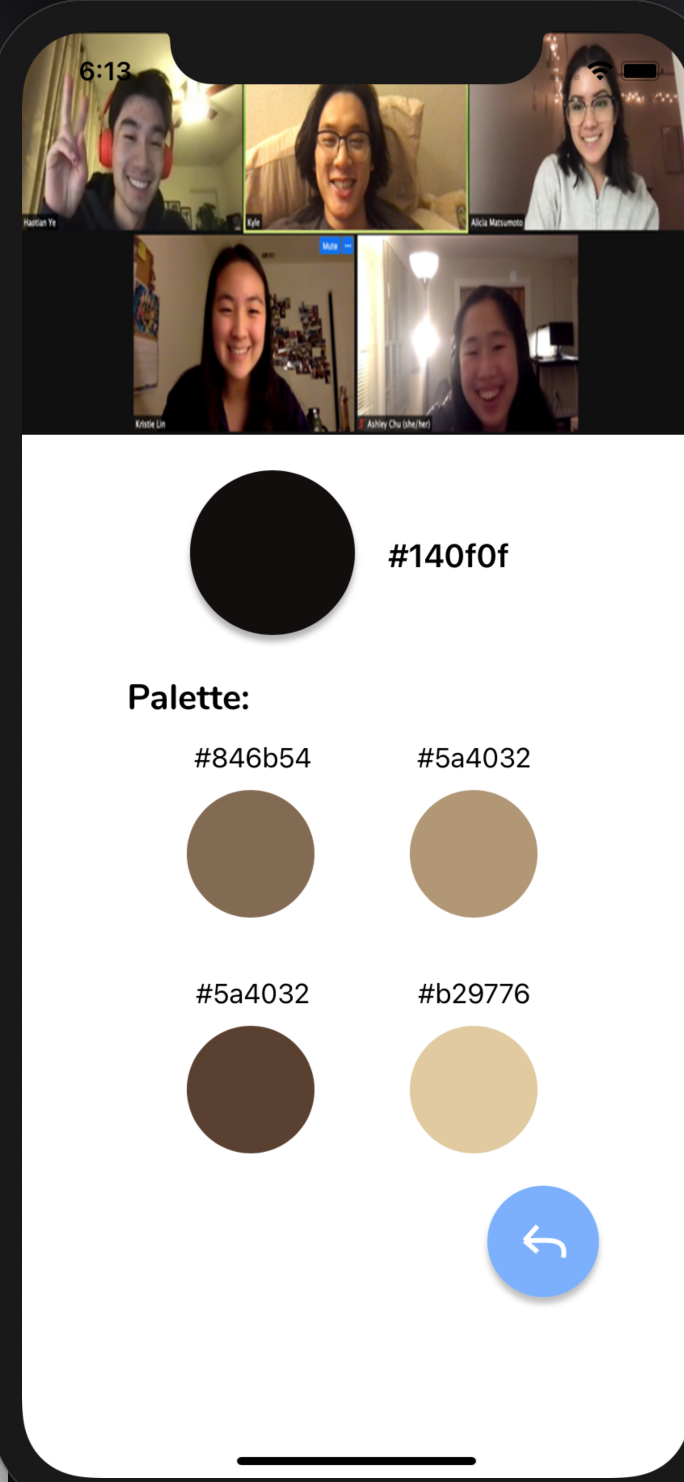 6:13
Haotian Ye
Kyle
Alicia Matsumoto
Mute
Kristie Lin
Ashley Chu (she/her)
#140f0f
Palette:
#846b54 #5a4032
#5a4032 #b29776